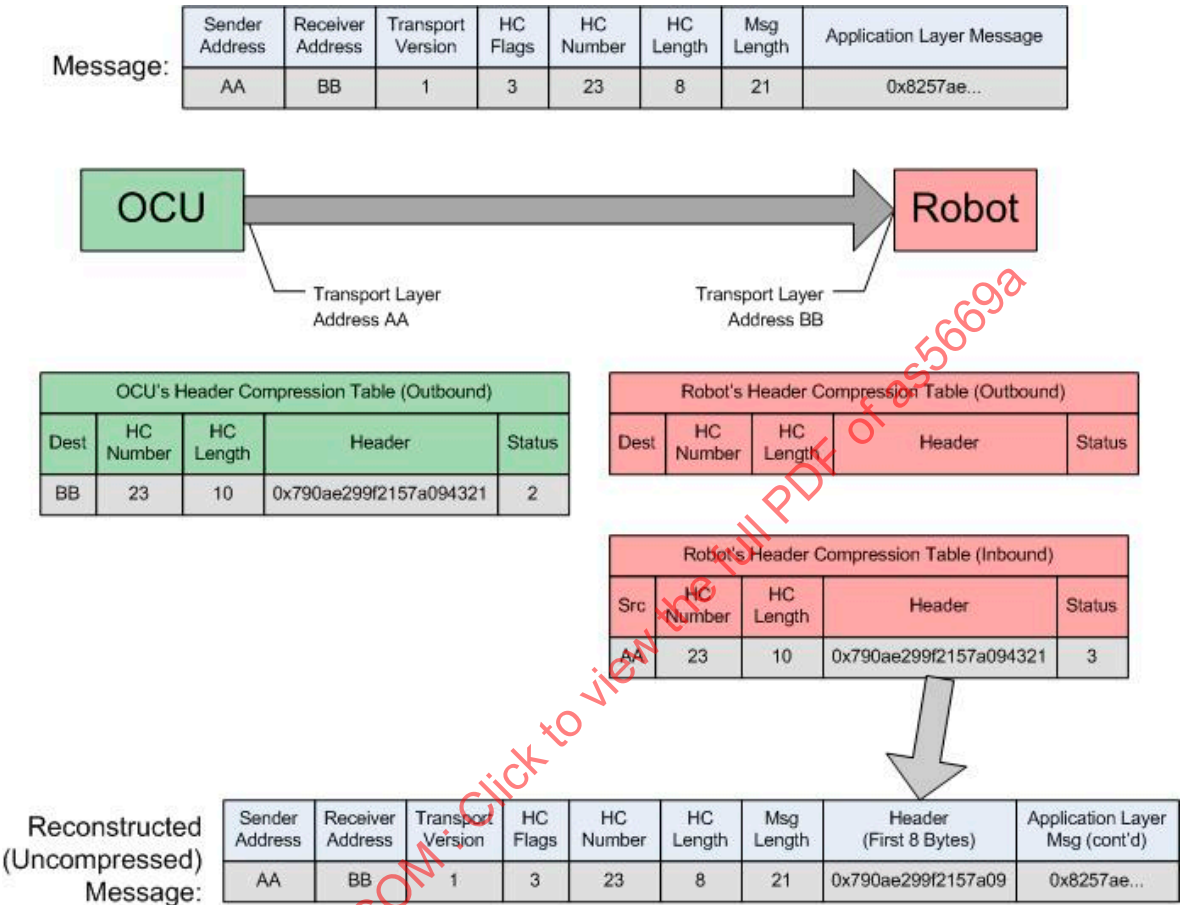 Message:
Sender Address | Receiver Address | Transport Version | HC Flags | HC Number | HC Length | Msg Length | Application Layer Message
AA | BB | 1 | 3 | 23 | 8 | 21 | 0x8257ae...
OCU
Robot
Transport Layer
Address AA
Transport Layer
Address BB
OCU's Header Compression Table (Outbound)
Dest | HC Number | HC Length | Header | Status
BB | 23 | 10 | 0x790ae299f2157a094321 | 2
Robot's Header Compression Table (Outbound)
Dest | HC Number | HC Length | Header | Status
Robot's Header Compression Table (Inbound)
Src | HC Number | HC Length | Header | Status
AA | 23 | 10 | 0x790ae299f2157a094321 | 3
Reconstructed
(Uncompressed)
Message:
Sender Address | Receiver Address | Transport Version | HC Flags | HC Number | HC Length | Msg Length | Header (First 8 Bytes) | Application Layer Msg (cont'd)
AA | BB | 1 | 3 | 23 | 8 | 21 | 0x790ae299f2157a09 | 0x8257ae...
COM : Click to view the full PDF of as5669a